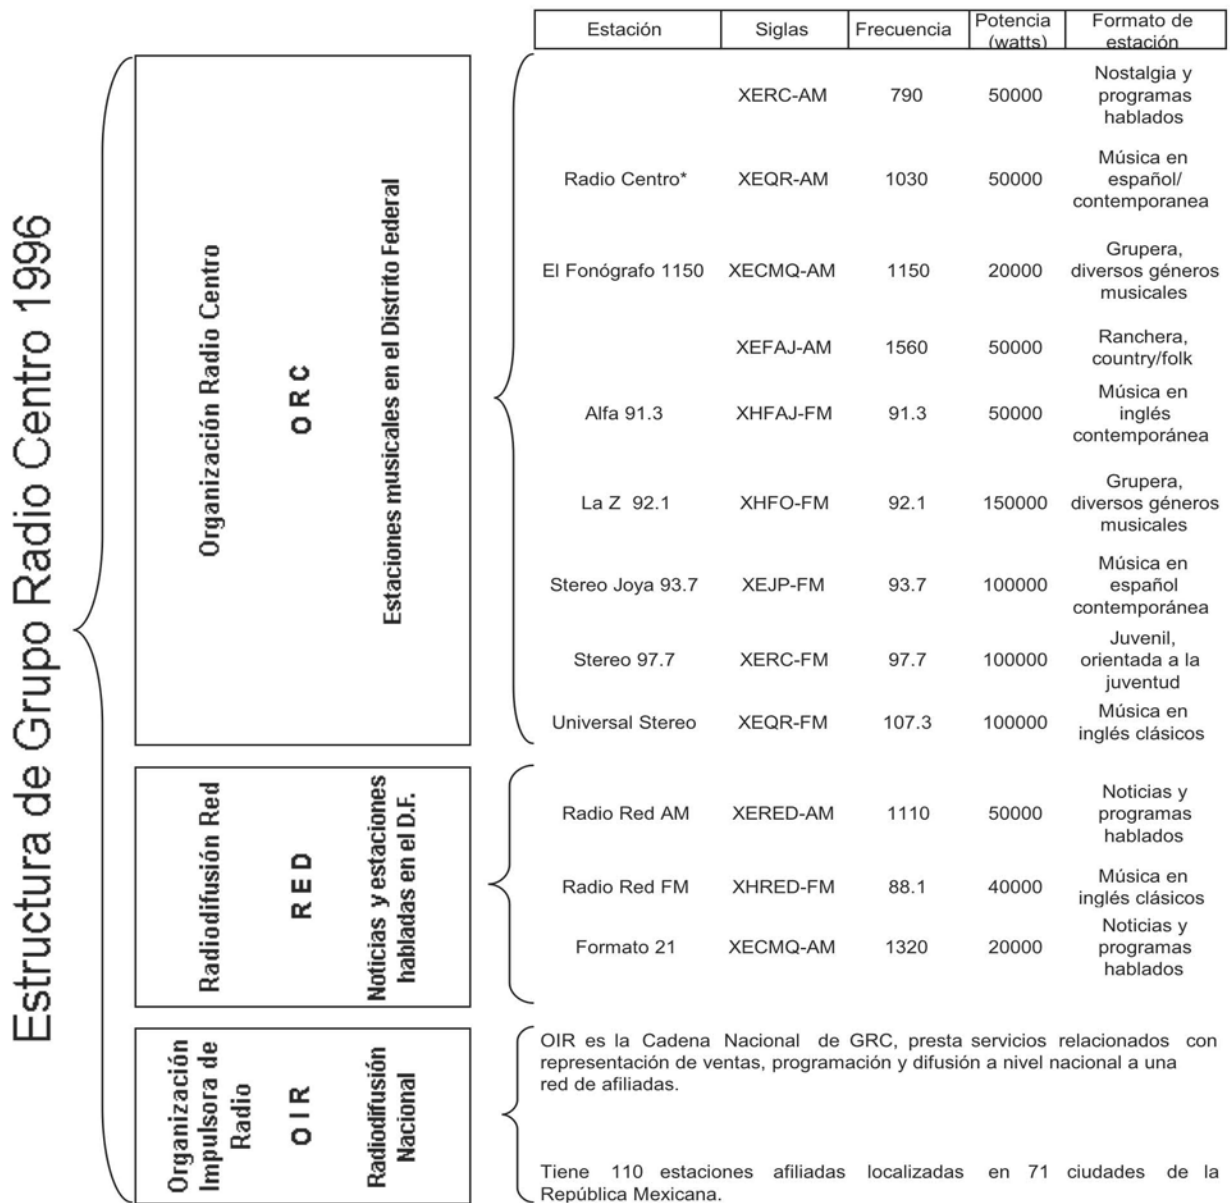 Estructura de Grupo Radio Centro 1996
Organización Radio Centro
O R C
Estaciones musicales en el Distrito Federal
Estación Siglas Frecuencia Potencia (watts) Formato de estación
XERC-AM 790 50000 Nostalgia y programas hablados
Radio Centro* XEQR-AM 1030 50000 Música en español/ contemporanea
El Fonógrafo 1150 XECMQ-AM 1150 20000 Grupera, diversos géneros musicales
XEFAJ-AM 1560 50000 Ranchera, country/folk
Alfa 91.3 XHFAJ-FM 91.3 50000 Música en inglés contemporánea
La Z 92.1 XHFO-FM 92.1 150000 Grupera, diversos géneros musicales
Stereo Joya 93.7 XEJP-FM 93.7 100000 Música en español contemporánea
Stereo 97.7 XERC-FM 97.7 100000 Juvenil, orientada a la juventud
Universal Stereo XEQR-FM 107.3 100000 Música en inglés clásicos
Radiodifusión Red
R E D
Noticias y estaciones
habladas en el D.F.
Radio Red AM XERED-AM 1110 50000 Noticias y programas hablados
Radio Red FM XHRED-FM 88.1 40000 Música en inglés clásicos
Formato 21 XECMQ-AM 1320 20000 Noticias y programas hablados
Organización
Impulsora de
Radio
O I R
Radiodifusión
Nacional
OIR es la Cadena Nacional de GRC, presta servicios relacionados con
representación de ventas, programación y difusión a nivel nacional a una
red de afiliadas.
Tiene 110 estaciones afiliadas localizadas en 71 ciudades de la
República Mexicana.